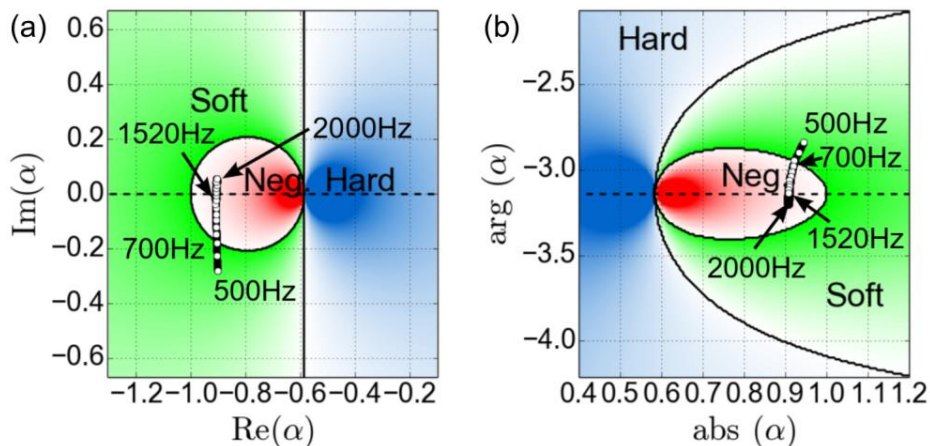 (a)
0.6
0.4
0.2
0.0
−0.2
−0.4
−0.6
Im(α)
Soft
1520Hz
2000Hz
Neg.
Hard
700Hz
500Hz
−1.2 −1.0 −0.8 −0.6 −0.4 −0.2
Re(α)
(b)
−2.5
−3.0
−3.5
−4.0
arg (α)
Hard
500Hz
700Hz
Neg.
1520Hz
2000Hz
Soft
0.4 0.5 0.6 0.7 0.8 0.9 1.0 1.1 1.2
abs (α)